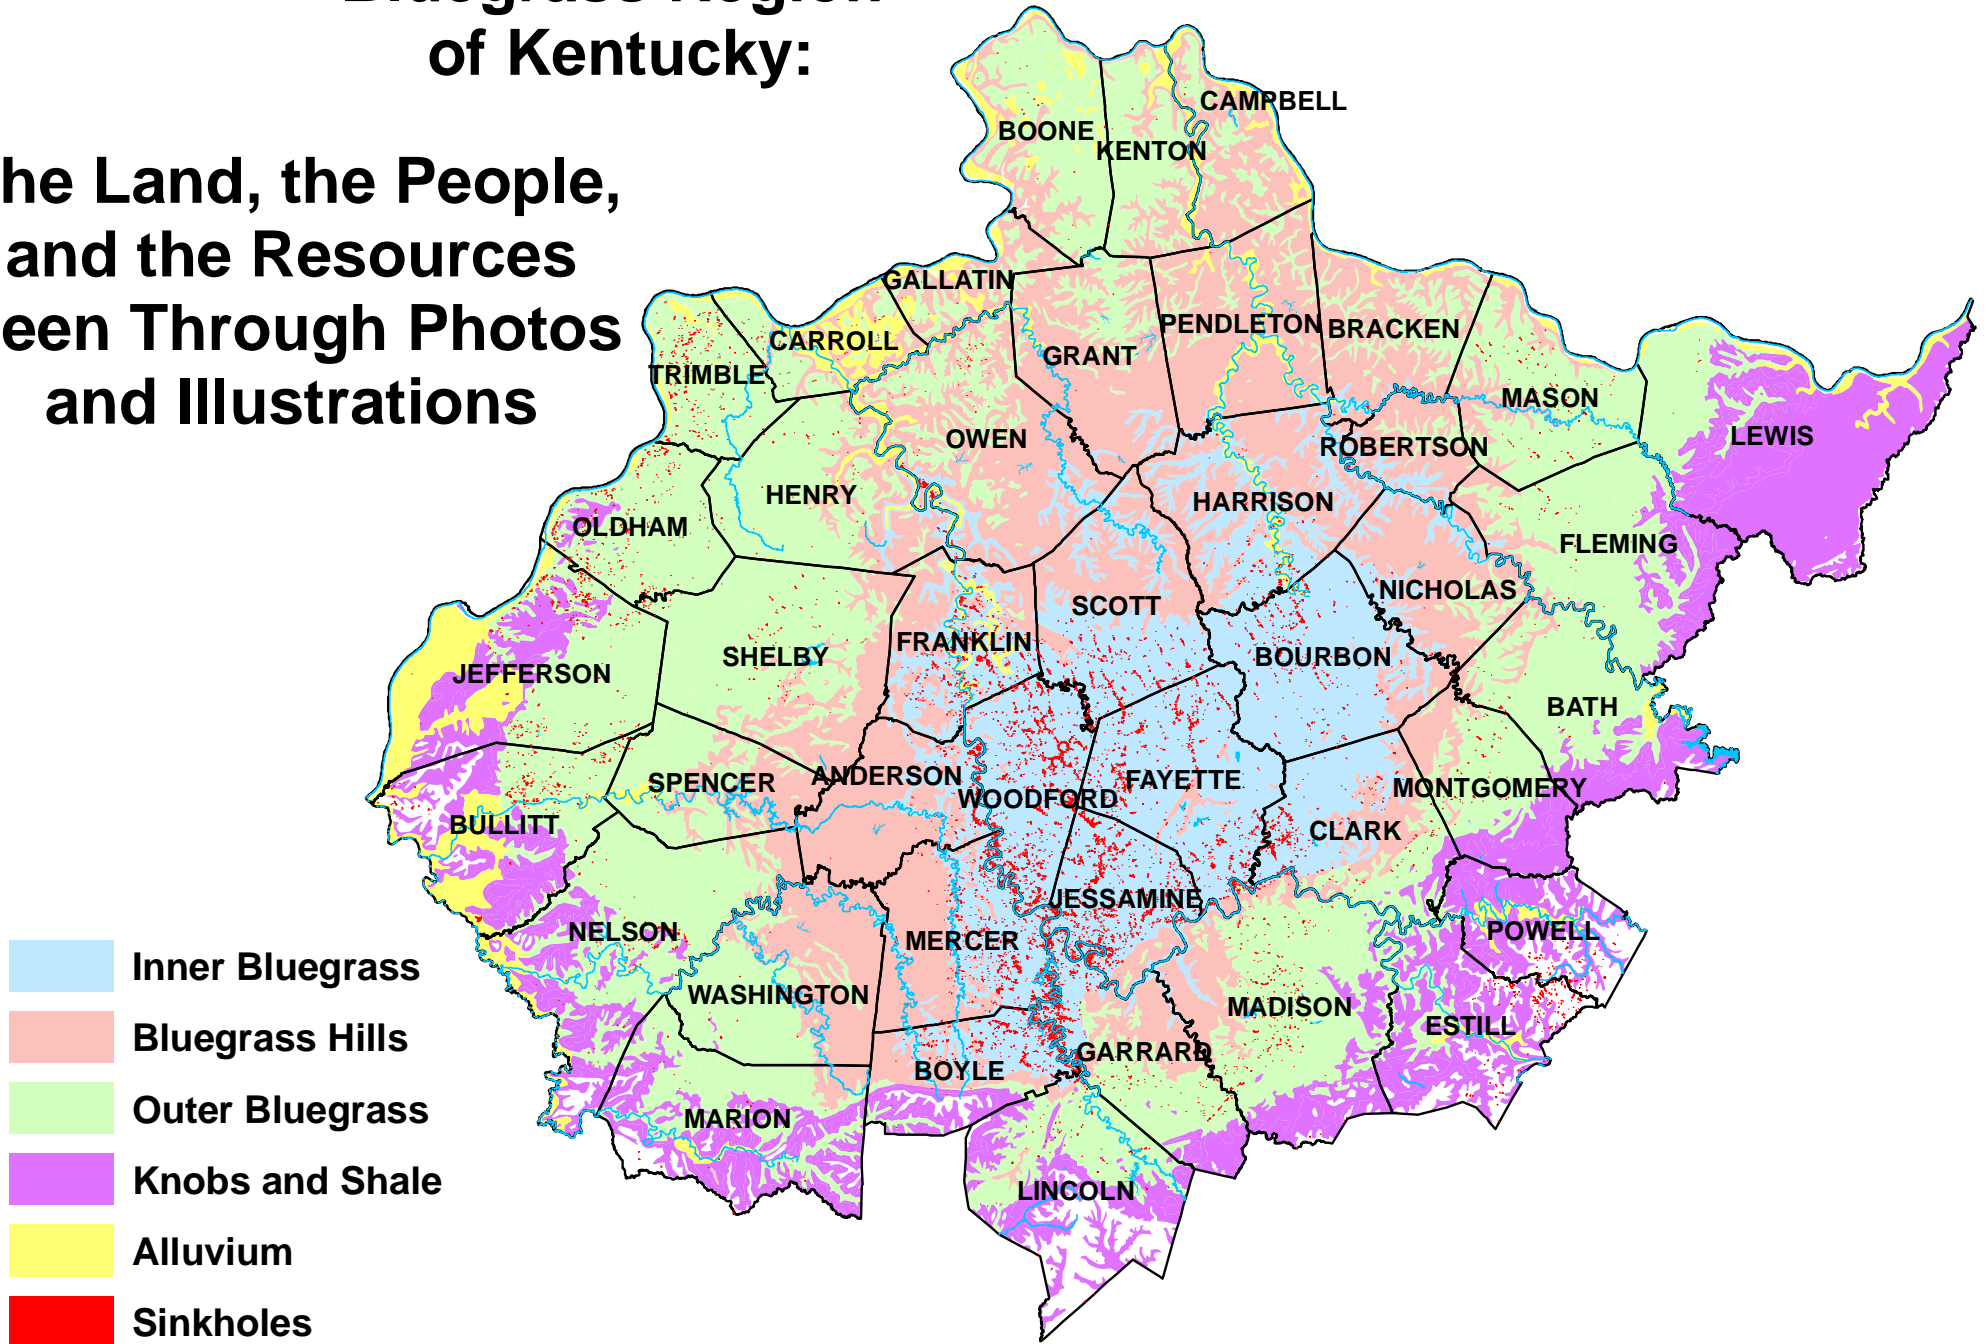 of Kentucky:
he Land, the People,
and the Resources
een Through Photos
and Illustrations
CAMPBELL
BOONE
KENTON
GALLATIN
CARROLL
PENDLETON
BRACKEN
GRANT
TRIMBLE
MASON
OWEN
LEWIS
ROBERTSON
HENRY
HARRISON
OLDHAM
FLEMING
NICHOLAS
SCOTT
FRANKLIN
SHELBY
BOURBON
JEFFERSON
BATH
SPENCER
ANDERSON
FAYETTE
MONTGOMERY
WOODFORD
BULLITT
CLARK
JESSAMINE
NELSON
MERCER
POWELL
WASHINGTON
MADISON
ESTILL
GARRARD
BOYLE
MARION
LINCOLN
Inner Bluegrass
Bluegrass Hills
Outer Bluegrass
Knobs and Shale
Alluvium
Sinkholes